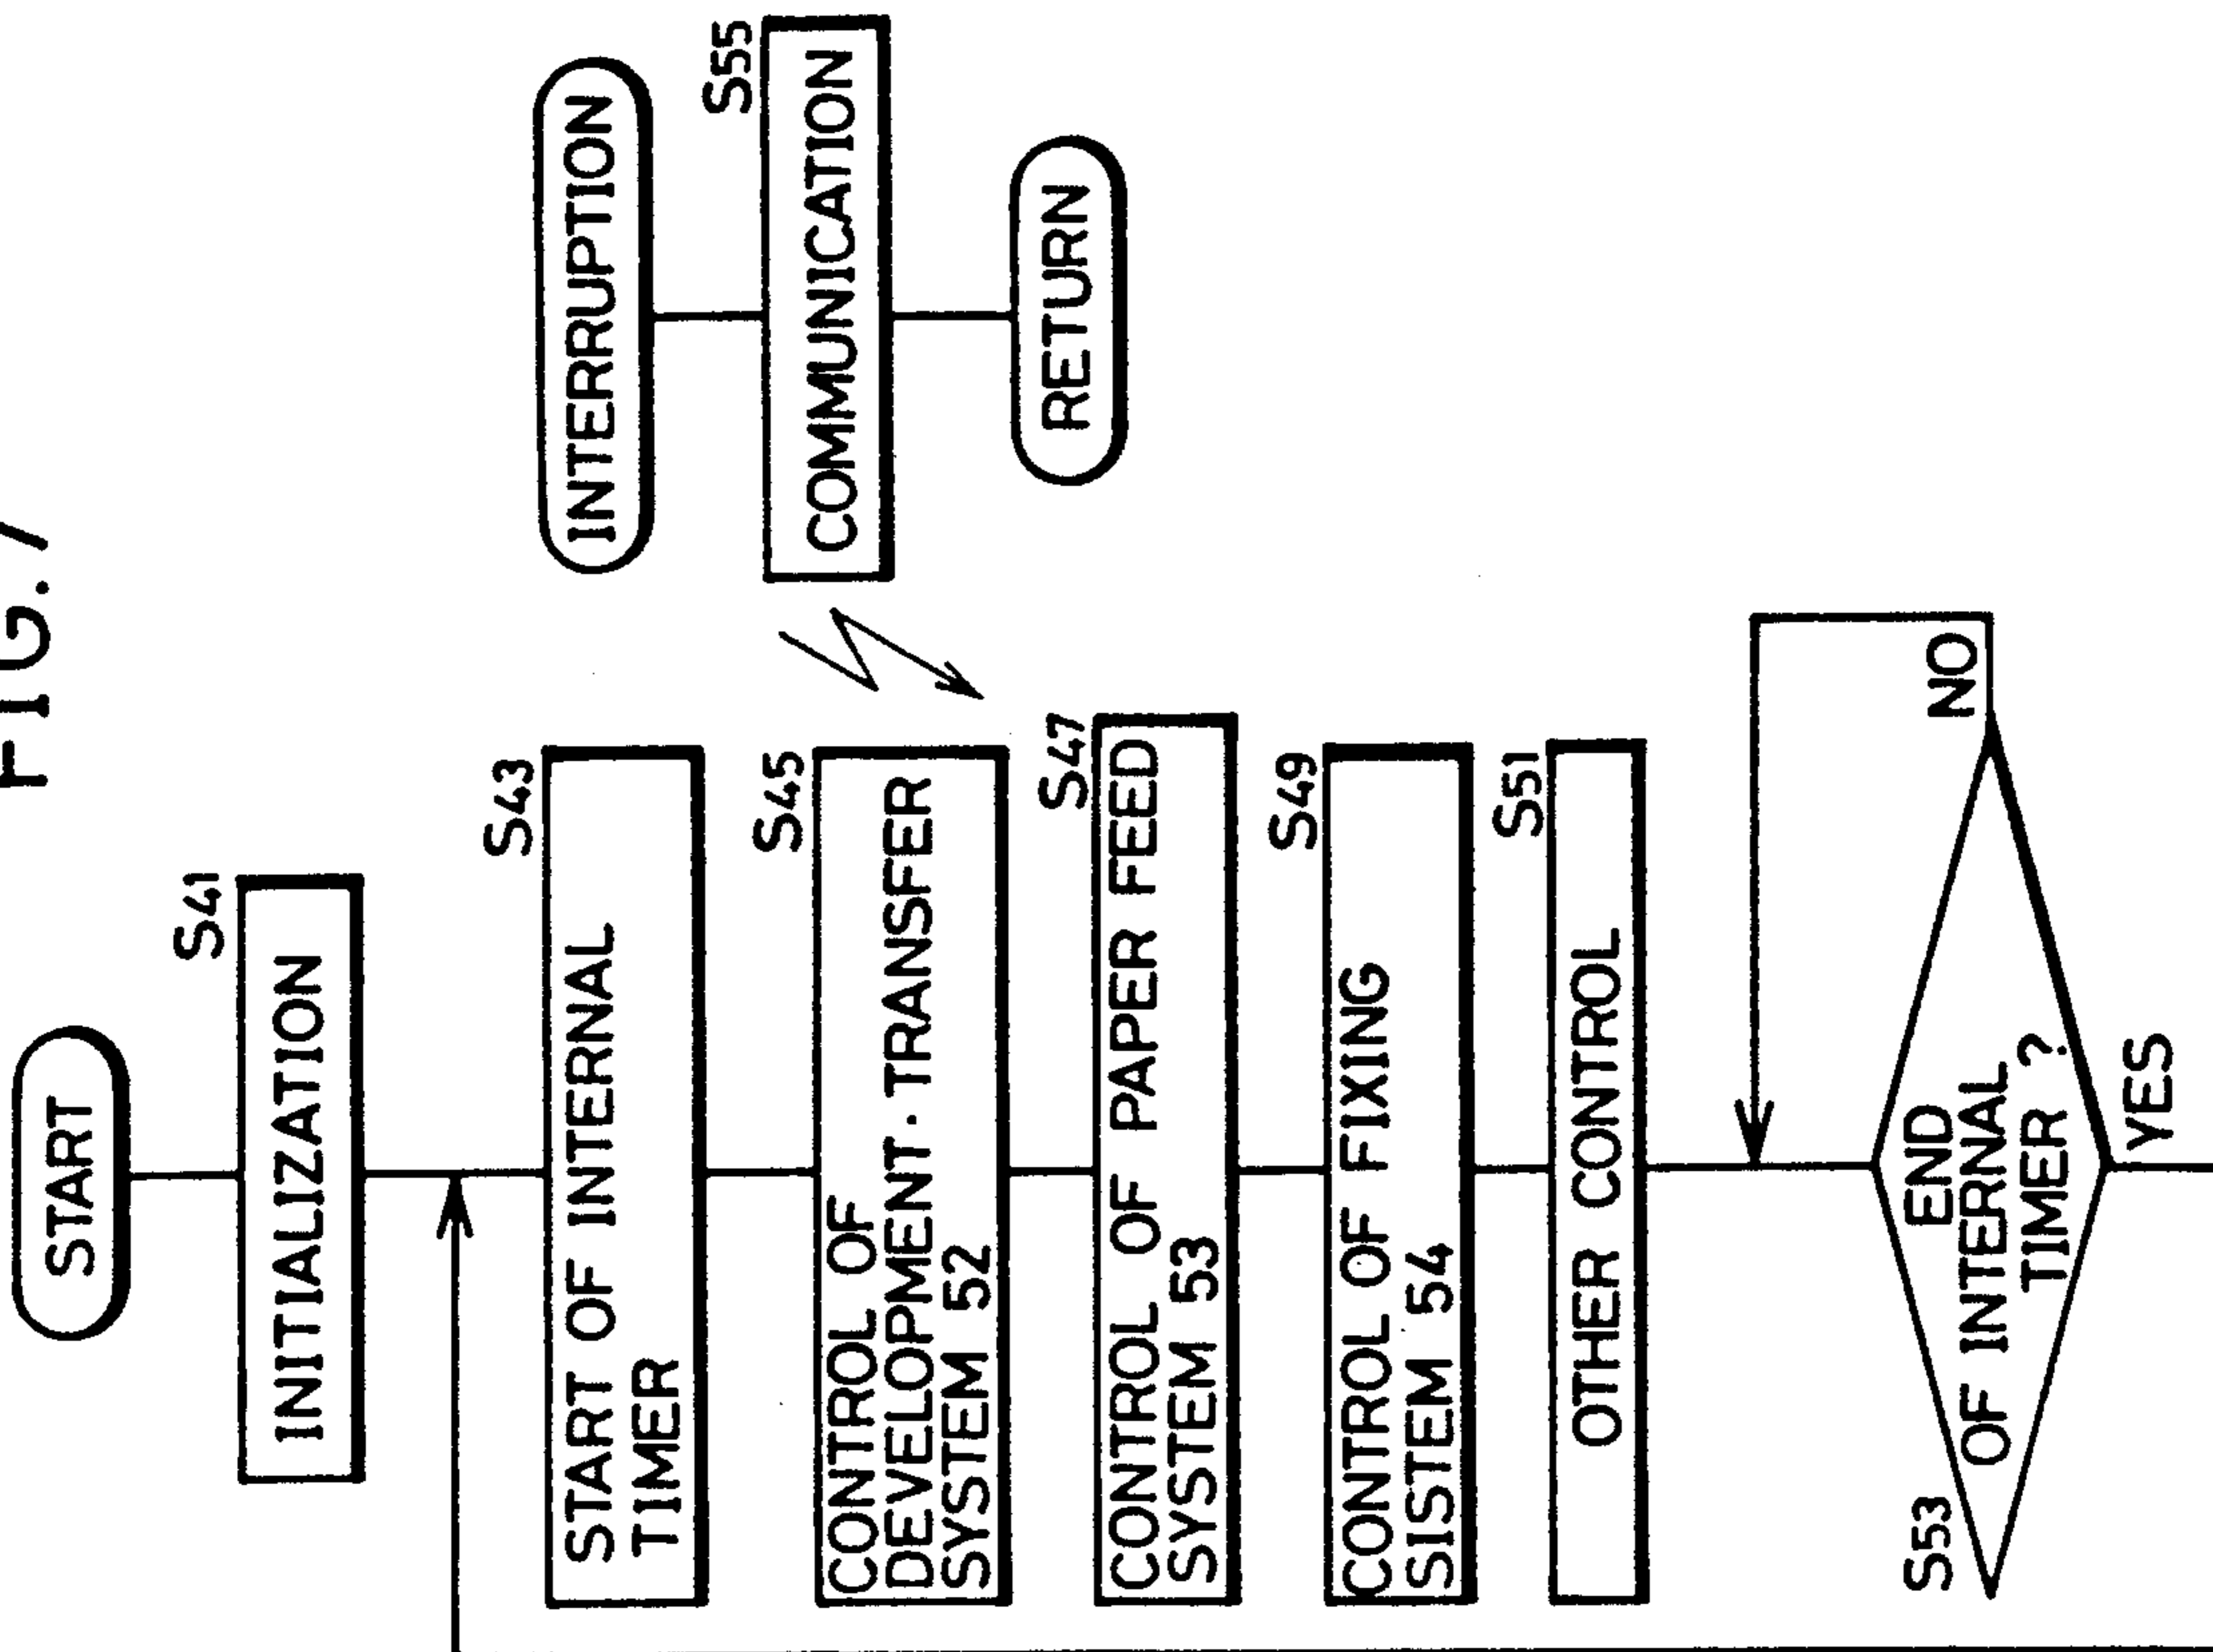 FIG. 7
START
S41
INITIALIZATION
S43
START OF INTERNAL
TIMER
S45
CONTROL OF
DEVELOPMENT·TRANSFER
SYSTEM 52
S47
CONTROL OF PAPER FEED
SYSTEM 53
S49
CONTROL OF FIXING
SISTEM 54
S51
OTHER CONTROL
S53
END
OF INTERNAL
TIMER ?
NO
YES
INTERRUPTION
S55
COMMUNICATION
RETURN